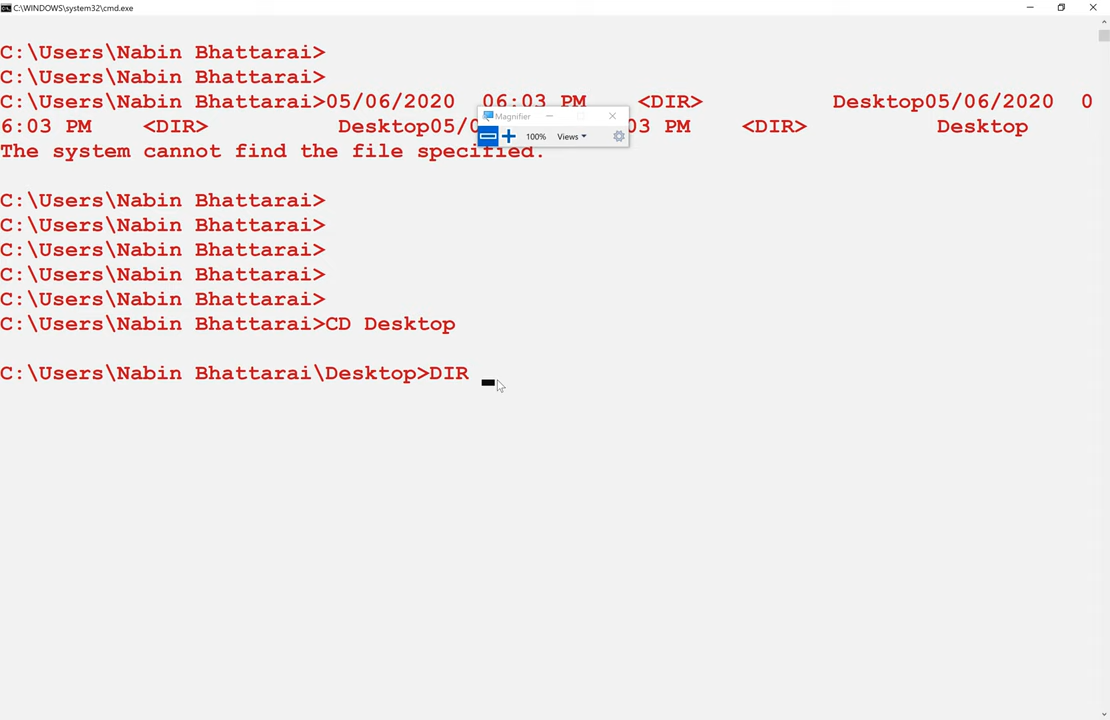 C:\WINDOWS\system32\cmd.exe
C:\Users\Nabin Bhattarai>
C:\Users\Nabin Bhattarai>
C:\Users\Nabin Bhattarai>05/06/2020  06:03 PM    <DIR>          Desktop05/06/2020  0
Magnifier
6:03 PM    <DIR>          Desktop05/0 03 PM    <DIR>          Desktop
100% Views
The system cannot find the file specified.
C:\Users\Nabin Bhattarai>
C:\Users\Nabin Bhattarai>
C:\Users\Nabin Bhattarai>
C:\Users\Nabin Bhattarai>
C:\Users\Nabin Bhattarai>
C:\Users\Nabin Bhattarai>CD Desktop
C:\Users\Nabin Bhattarai\Desktop>DIR